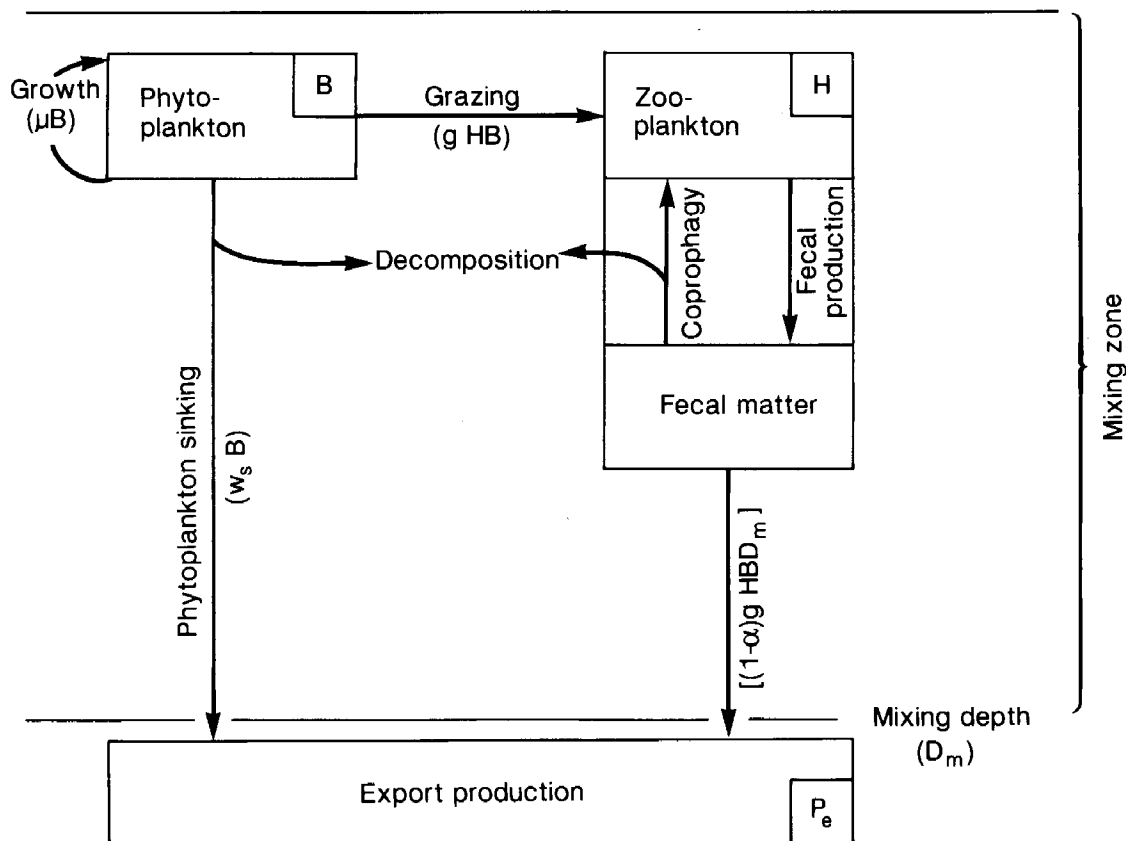 Growth
(μB)
Phyto-
plankton
B
Grazing
(g HB)
Zoo-
plankton
H
Decomposition
Coprophagy
Fecal
production
Fecal matter
Phytoplankton sinking
(w_s B)
[(1-α)g HBD_m]
Mixing zone
Mixing depth
(D_m)
Export production
P_e